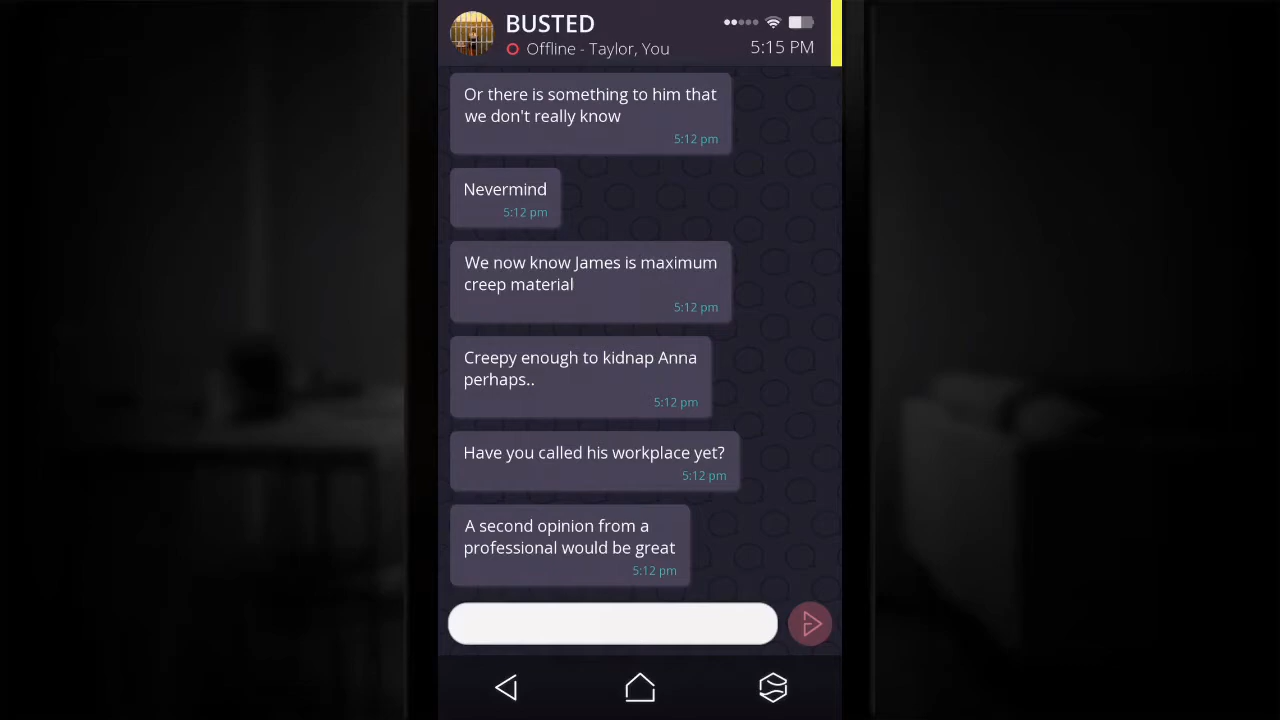 BUSTED
Offline - Taylor, You
5:15 PM
Or there is something to him that
we don't really know
5:12 pm
Nevermind
5:12 pm
We now know James is maximum
creep material
5:12 pm
Creepy enough to kidnap Anna
perhaps..
5:12 pm
Have you called his workplace yet?
5:12 pm
A second opinion from a
professional would be great
5:12 pm